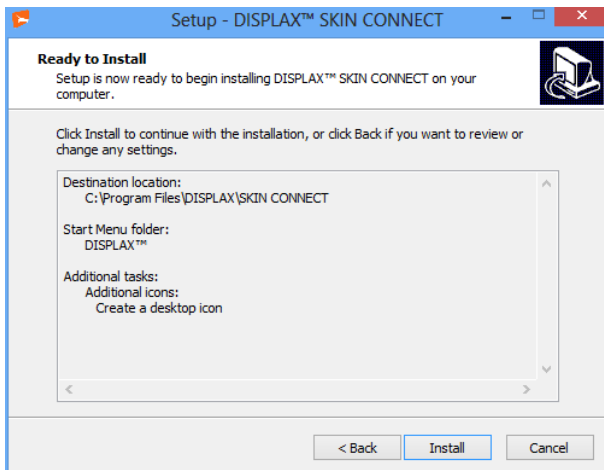 Setup - DISPLAX™ SKIN CONNECT
Ready to Install
Setup is now ready to begin installing DISPLAX™ SKIN CONNECT on your
computer.
Click Install to continue with the installation, or click Back if you want to review or
change any settings.
Destination location:
C:\Program Files\DISPLAX\SKIN CONNECT
Start Menu folder:
DISPLAX™
Additional tasks:
Additional icons:
Create a desktop icon
< Back
Install
Cancel